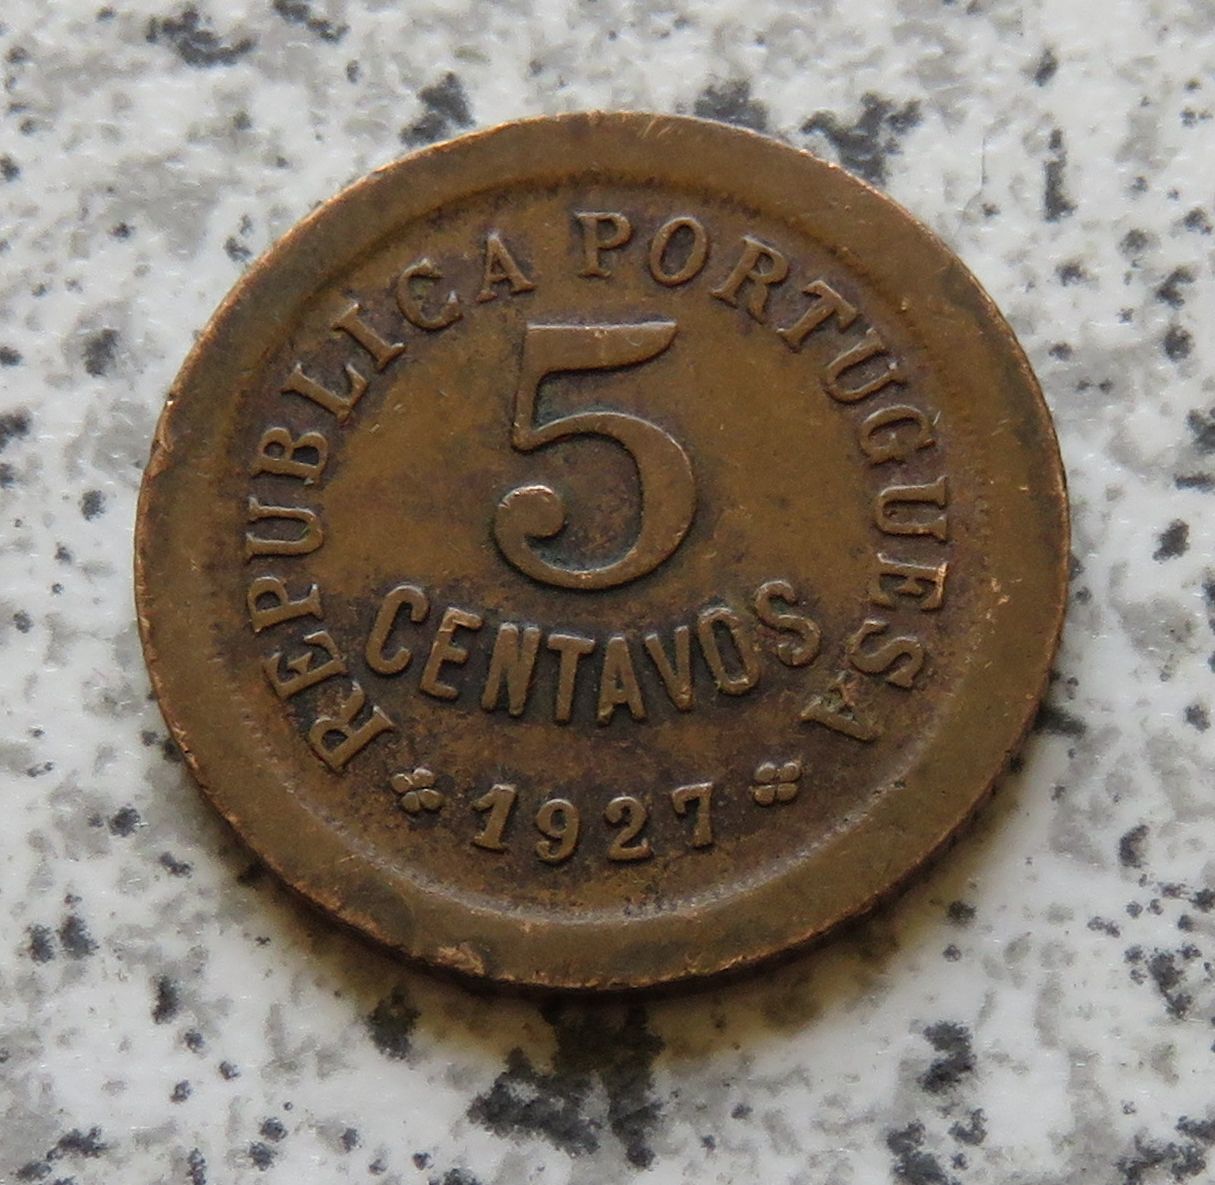 REPUBLICA PORTUGUESA
5
CENTAVOS
1927